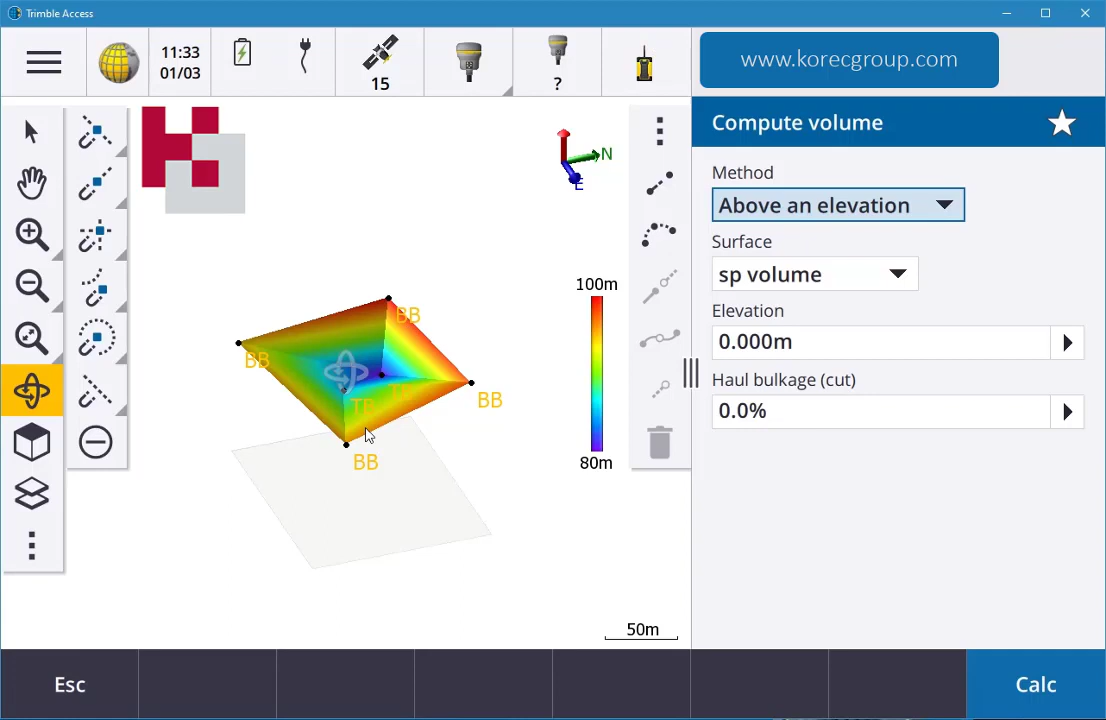 Trimble Access
11:33
01/03
15
?
www.korecgroup.com
Compute volume
Method
Above an elevation
Surface
sp volume
Elevation
0.000m
Haul bulkage (cut)
0.0%
N
E
100m
80m
BB
BB
BB
BB
50m
Esc
Calc